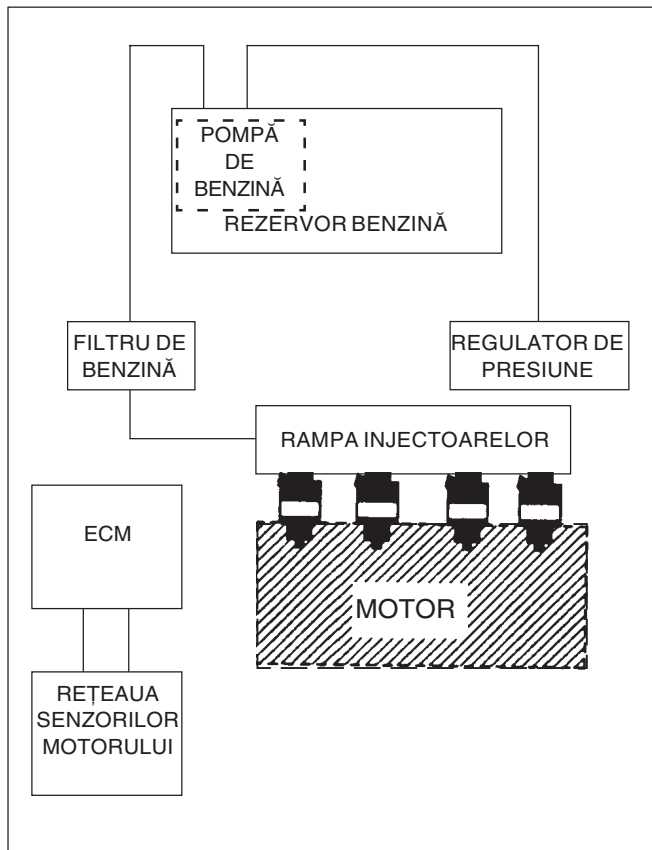 POMPĂ
DE
BENZINĂ
REZERVOR BENZINĂ
FILTRU DE
BENZINĂ
REGULATOR DE
PRESIUNE
RAMPA INJECTOARELOR
ECM
MOTOR
REȚEAUA
SENZORILOR
MOTORULUI